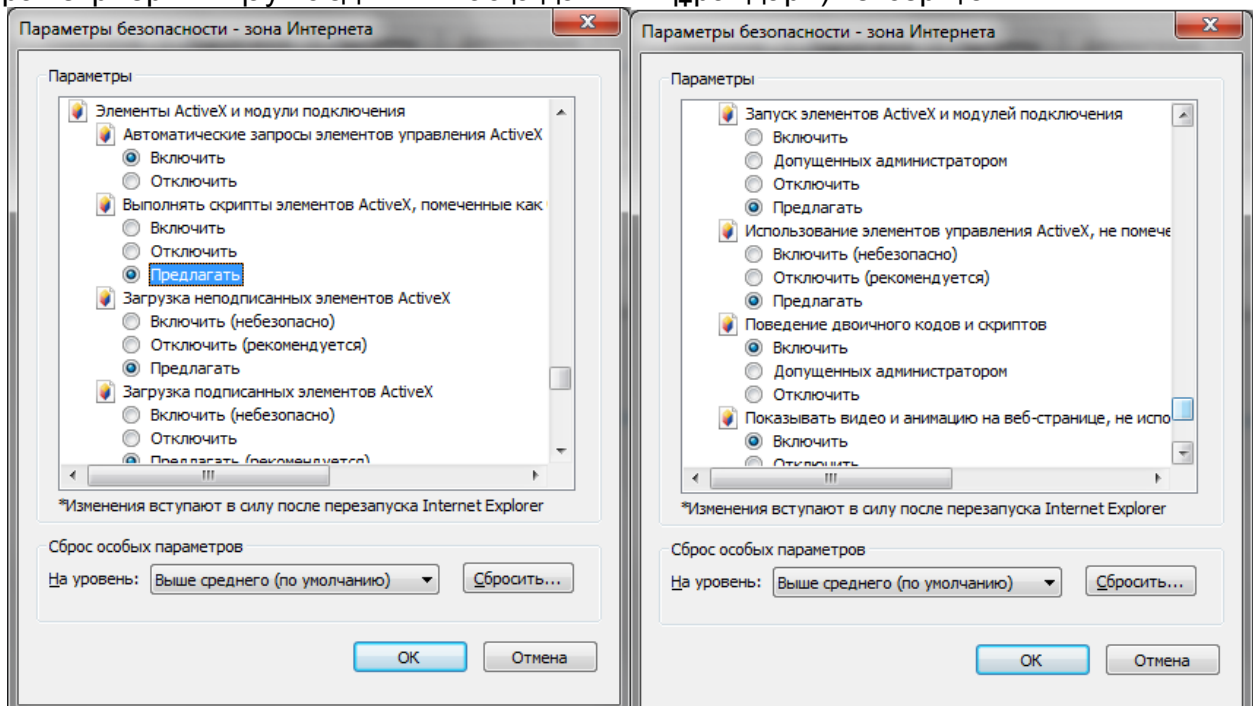 Параметры безопасности - зона Интернета
Параметры
Элементы ActiveX и модули подключения
Автоматические запросы элементов управления ActiveX
Включить
Отключить
Выполнять скрипты элементов ActiveX, помеченные как
Включить
Отключить
Предлагать
Загрузка неподписанных элементов ActiveX
Включить (небезопасно)
Отключить (рекомендуется)
Предлагать
Загрузка подписанных элементов ActiveX
Включить (небезопасно)
Отключить
Предлагать (рекомендуется)
*Изменения вступают в силу после перезапуска Internet Explorer
Сброс особых параметров
На уровень: Выше среднего (по умолчанию) Сбросить...
OK Отмена
Параметры безопасности - зона Интернета
Параметры
Запуск элементов ActiveX и модулей подключения
Включить
Допущенных администратором
Отключить
Предлагать
Использование элементов управления ActiveX, не помече
Включить (небезопасно)
Отключить (рекомендуется)
Предлагать
Поведение двоичного кодов и скриптов
Включить
Допущенных администратором
Отключить
Показывать видео и анимацию на веб-странице, не испо
Включить
Отключить
*Изменения вступают в силу после перезапуска Internet Explorer
Сброс особых параметров
На уровень: Выше среднего (по умолчанию) Сбросить...
OK Отмена